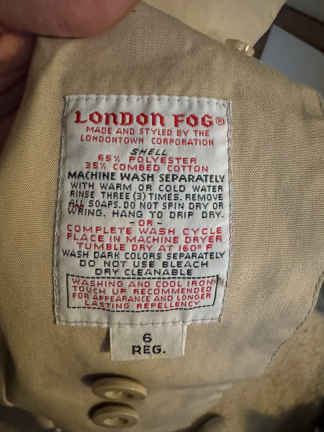 LONDON FOG®
MADE AND STYLED BY THE
LONDONTOWN CORPORATION
SHELL
65% POLYESTER
35% COMBED COTTON
MACHINE WASH SEPARATELY
WITH WARM OR COLD WATER
RINSE THREE (3) TIMES. REMOVE
ALL SOAPS. DO NOT SPIN DRY OR
WRING. HANG TO DRIP DRY.
- OR -
COMPLETE WASH CYCLE
PLACE IN MACHINE DRYER
TUMBLE DRY AT 160° F
WASH DARK COLORS SEPARATELY
DO NOT USE BLEACH
DRY CLEANABLE
WASHING AND COOL IRON
TOUCH UP RECOMMENDED
FOR APPEARANCE AND LONGER
LASTING REPELLENCY.
6
REG.